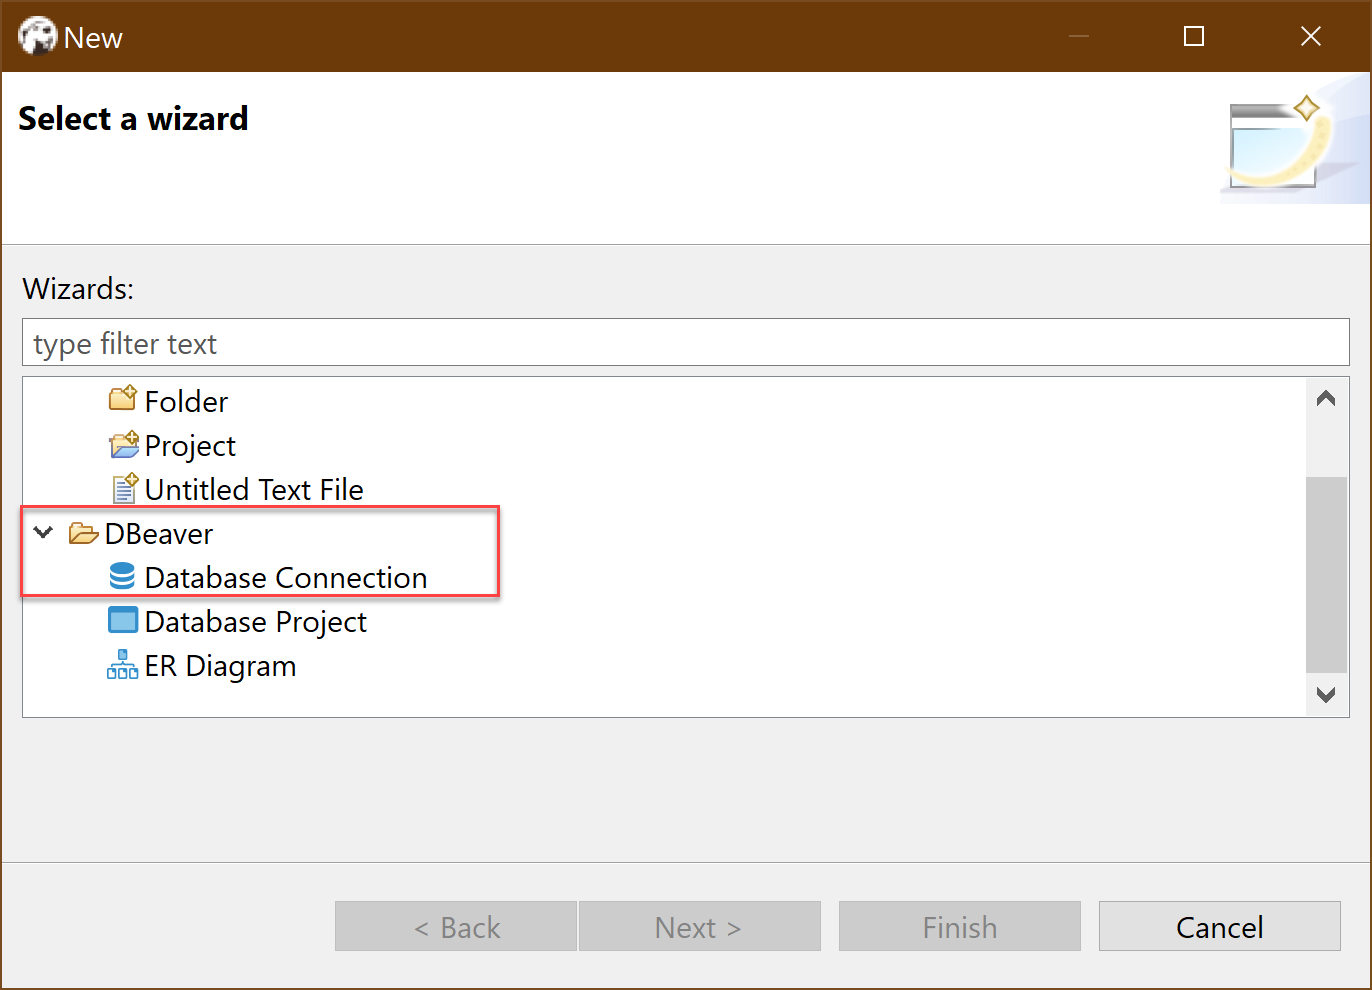 New
Select a wizard
Wizards:
type filter text
Folder
Project
Untitled Text File
DBeaver
Database Connection
Database Project
ER Diagram
< Back
Next >
Finish
Cancel